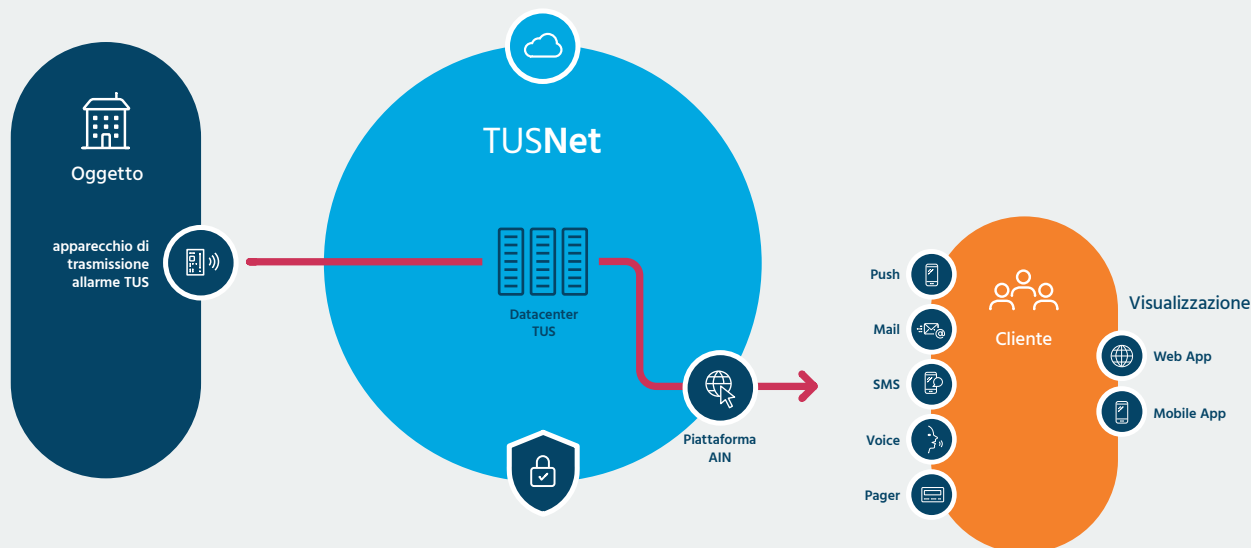 Oggetto
apparecchio di
trasmissione
allarme TUS
TUSNet
Datacenter
TUS
Piattaforma
AIN
Push
Mail
SMS
Voice
Pager
Cliente
Visualizzazione
Web App
Mobile App